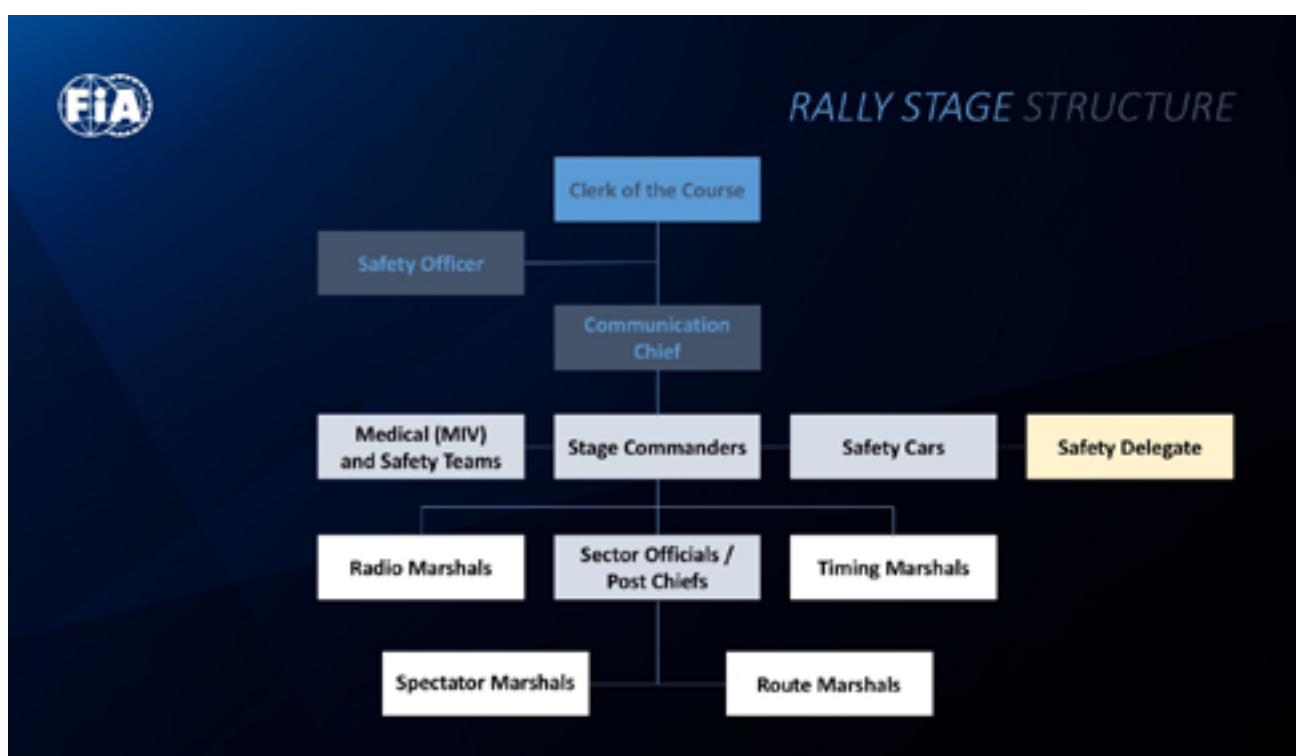 FiA
RALLY STAGE STRUCTURE
Clerk of the Course
Safety Officer
Communication
Chief
Medical (MIV)
and Safety Teams
Stage Commanders
Safety Cars
Safety Delegate
Radio Marshals
Sector Officials /
Post Chiefs
Timing Marshals
Spectator Marshals
Route Marshals